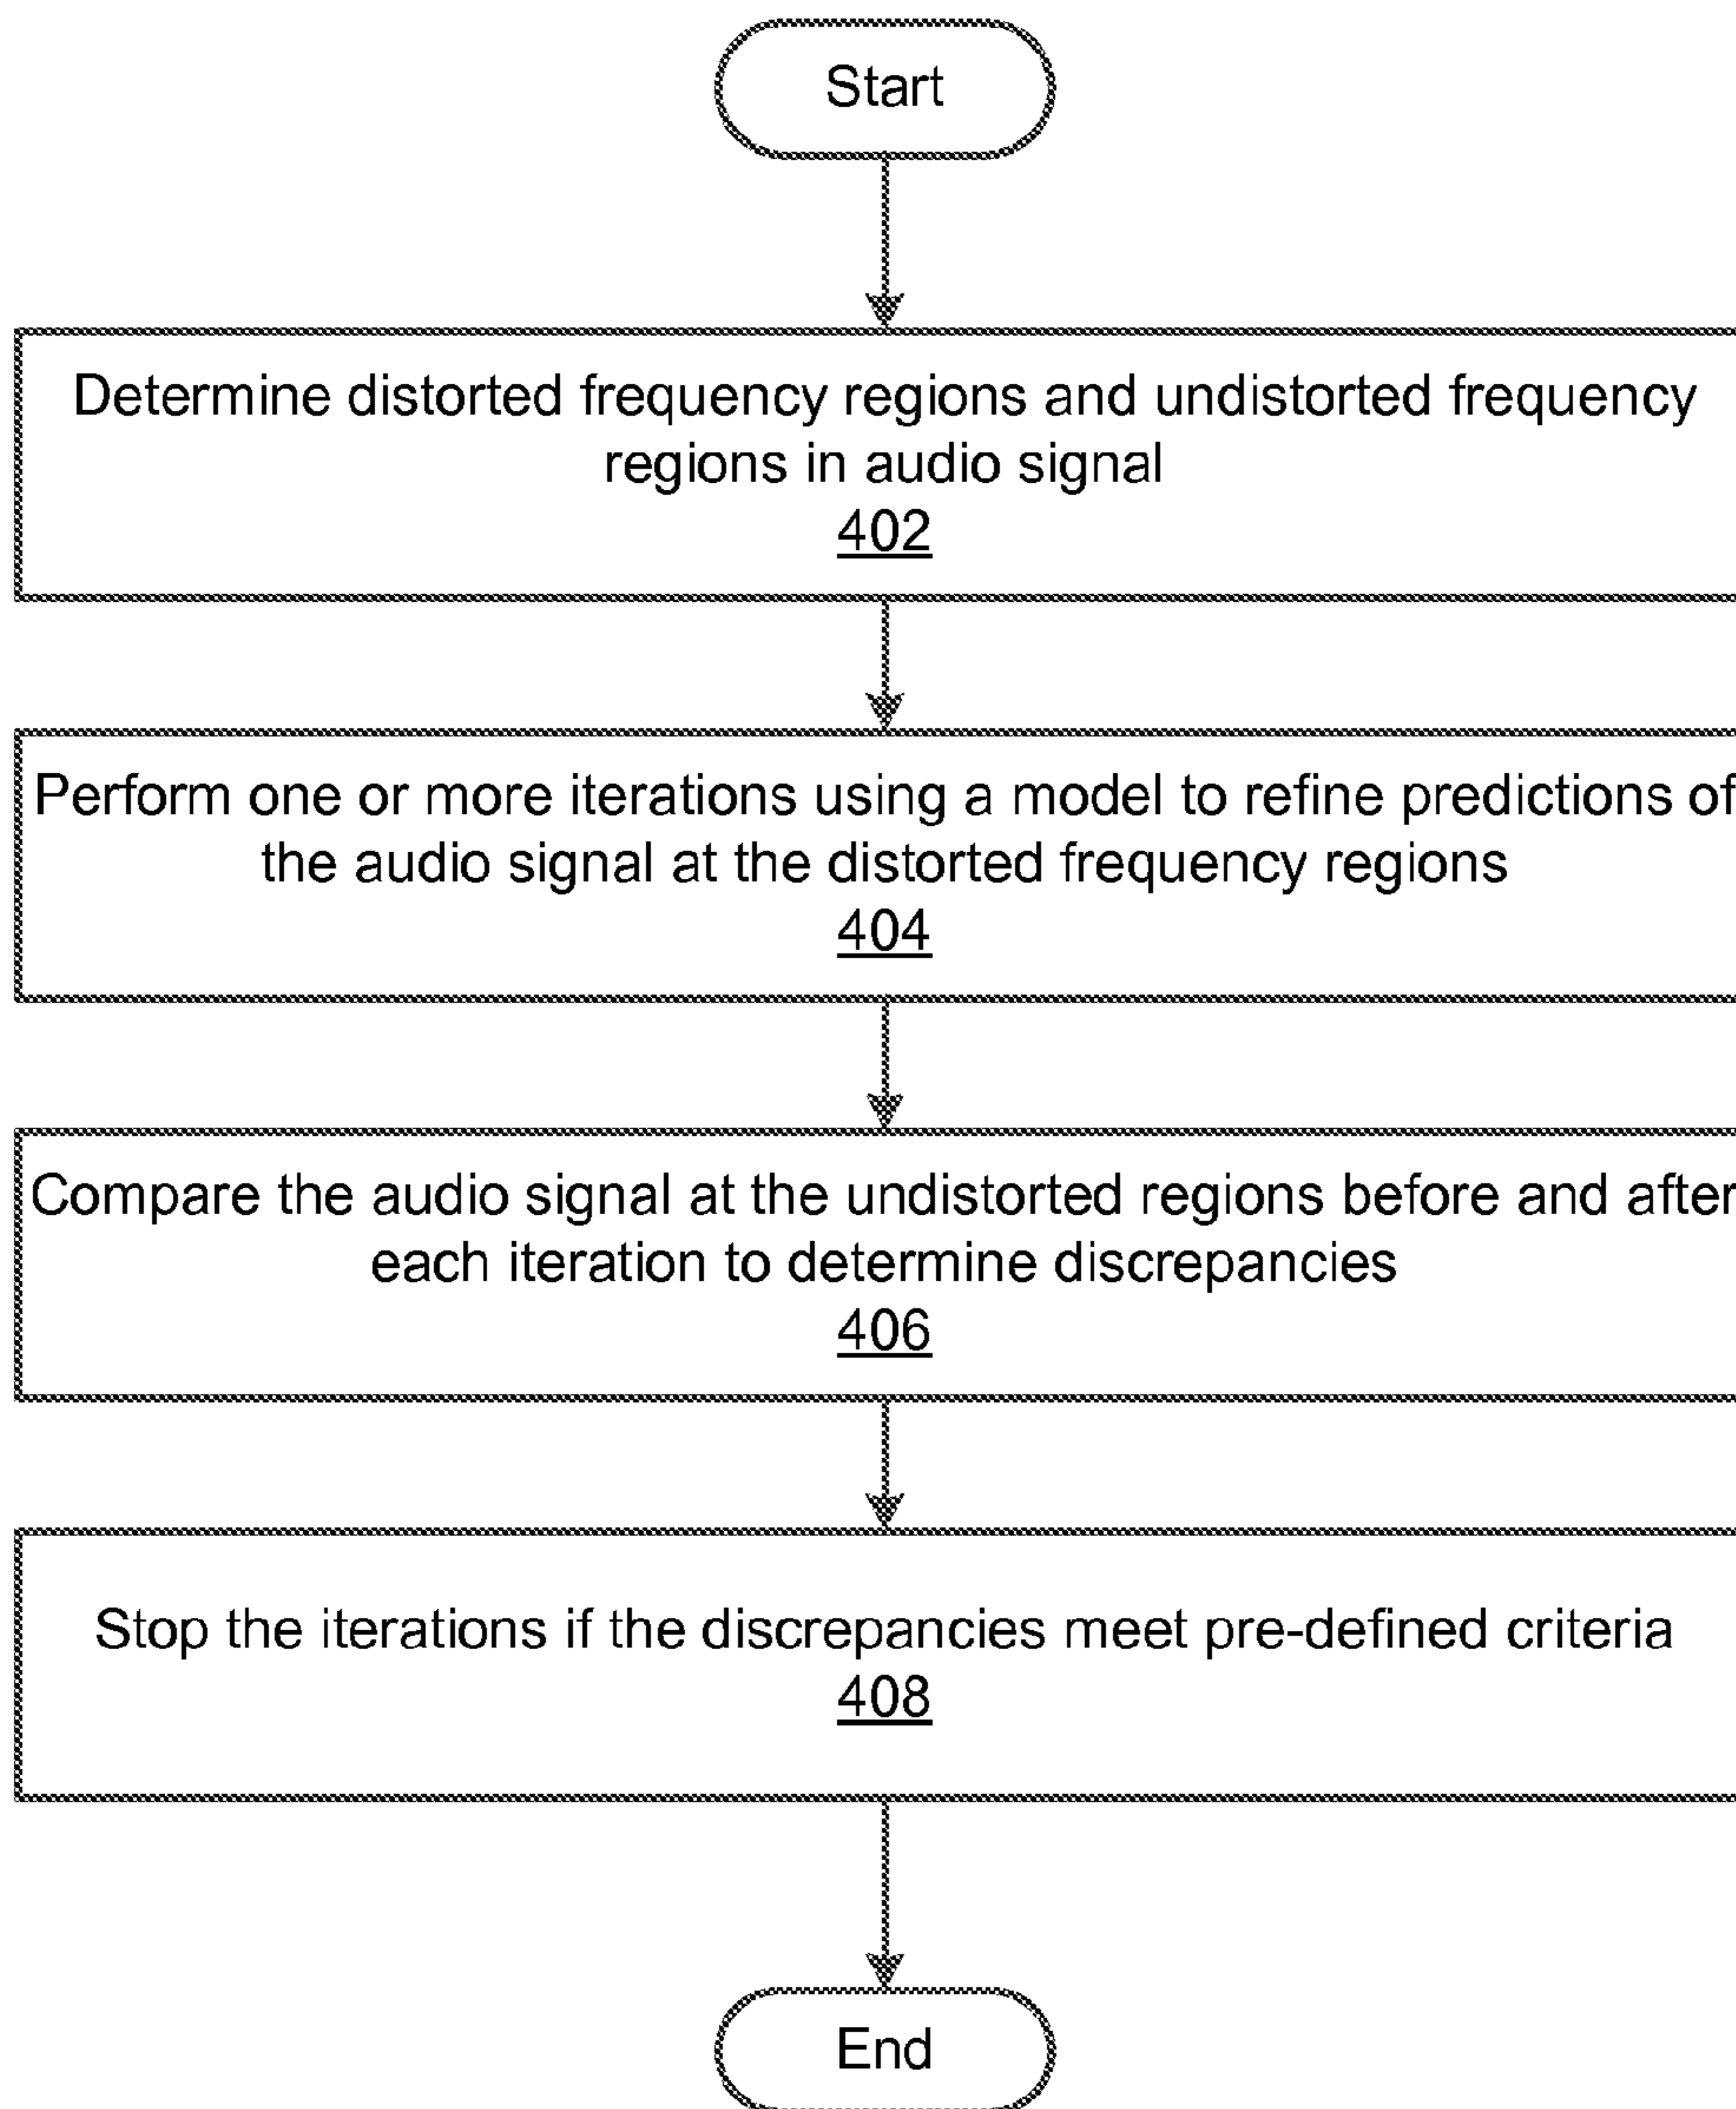 Start
Determine distorted frequency regions and undistorted frequency
regions in audio signal
402
Perform one or more iterations using a model to refine predictions of
the audio signal at the distorted frequency regions
404
Compare the audio signal at the undistorted regions before and after
each iteration to determine discrepancies
406
Stop the iterations if the discrepancies meet pre-defined criteria
408
End